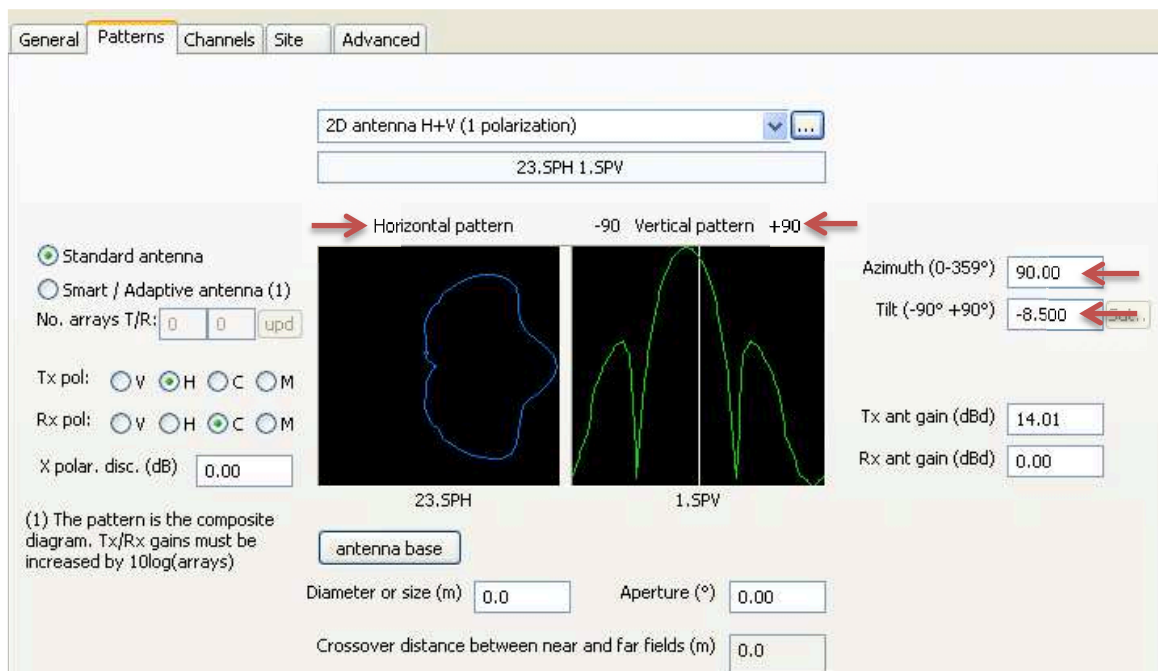 General Patterns Channels Site Advanced
2D antenna H+V (1 polarization) ...
23.SPH 1.SPV
Horizontal pattern -90 Vertical pattern +90
Standard antenna
Smart / Adaptive antenna (1)
No. arrays T/R: 0 0 upd
Azimuth (0-359°) 90.00
Tilt (-90° +90°) -8.500
Tx pol: V H C M
Rx pol: V H C M
X polar. disc. (dB) 0.00
Tx ant gain (dBd) 14.01
Rx ant gain (dBd) 0.00
23.SPH 1.SPV
(1) The pattern is the composite
diagram. Tx/Rx gains must be
increased by 10log(arrays)
antenna base
Diameter or size (m) 0.0 Aperture (°) 0.00
Crossover distance between near and far fields (m) 0.0